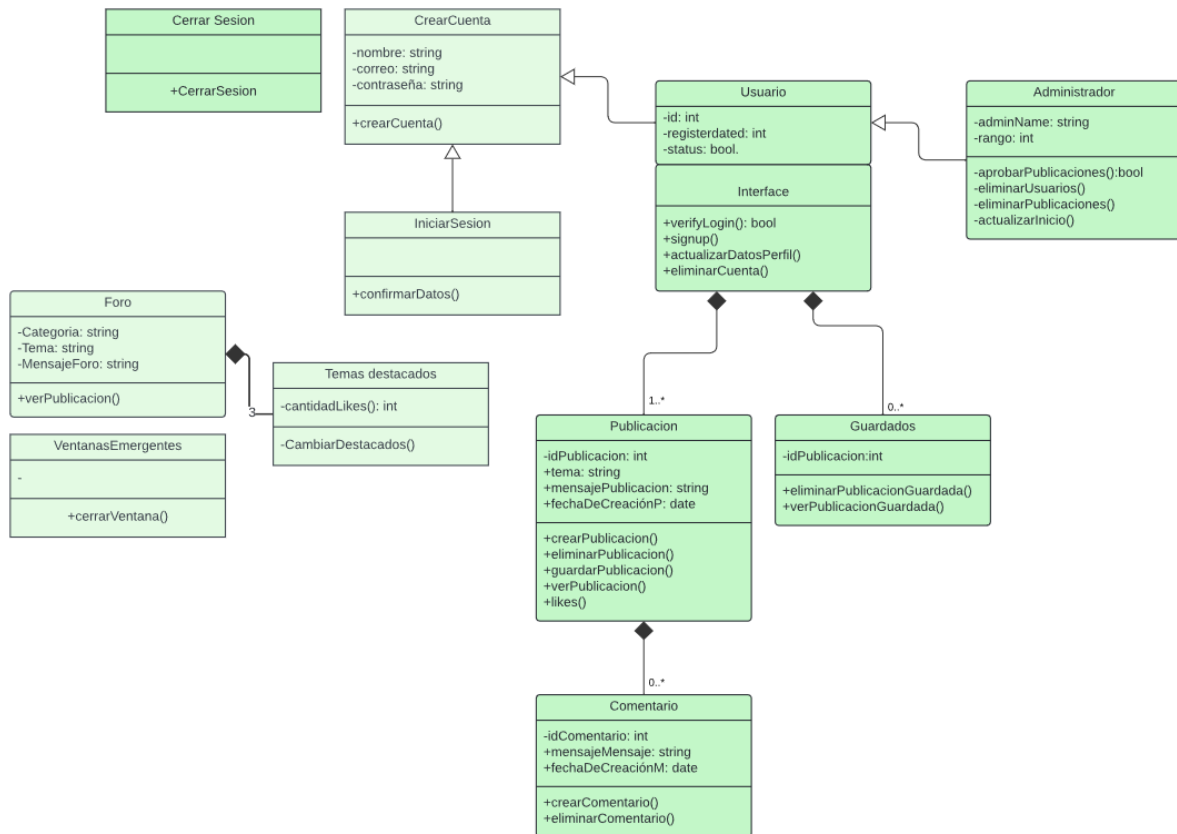 Cerrar Sesion
+CerrarSesion
CrearCuenta
-nombre: string
-correo: string
-contraseña: string
+crearCuenta()
Usuario
-id: int
-registerdated: int
-status: bool.
Interface
+verifyLogin(): bool
+signup()
+actualizarDatosPerfil()
+eliminarCuenta()
Administrador
-adminName: string
-rango: int
-aprobarPublicaciones():bool
-eliminarUsuarios()
-eliminarPublicaciones()
-actualizarInicio()
IniciarSesion
+confirmarDatos()
Foro
-Categoria: string
-Tema: string
-MensajeForo: string
+verPublicacion()
3
Temas destacados
-cantidadLikes(): int
-CambiarDestacados()
VentanasEmergentes
-
+cerrarVentana()
1..*
Publicacion
-idPublicacion: int
+tema: string
+mensajePublicacion: string
+fechaDeCreaciónP: date
+crearPublicacion()
+eliminarPublicacion()
+guardarPublicacion()
+verPublicacion()
+likes()
0..*
Guardados
-idPublicacion:int
+eliminarPublicacionGuardada()
+verPublicacionGuardada()
0..*
Comentario
-idComentario: int
+mensajeMensaje: string
+fechaDeCreaciónM: date
+crearComentario()
+eliminarComentario()